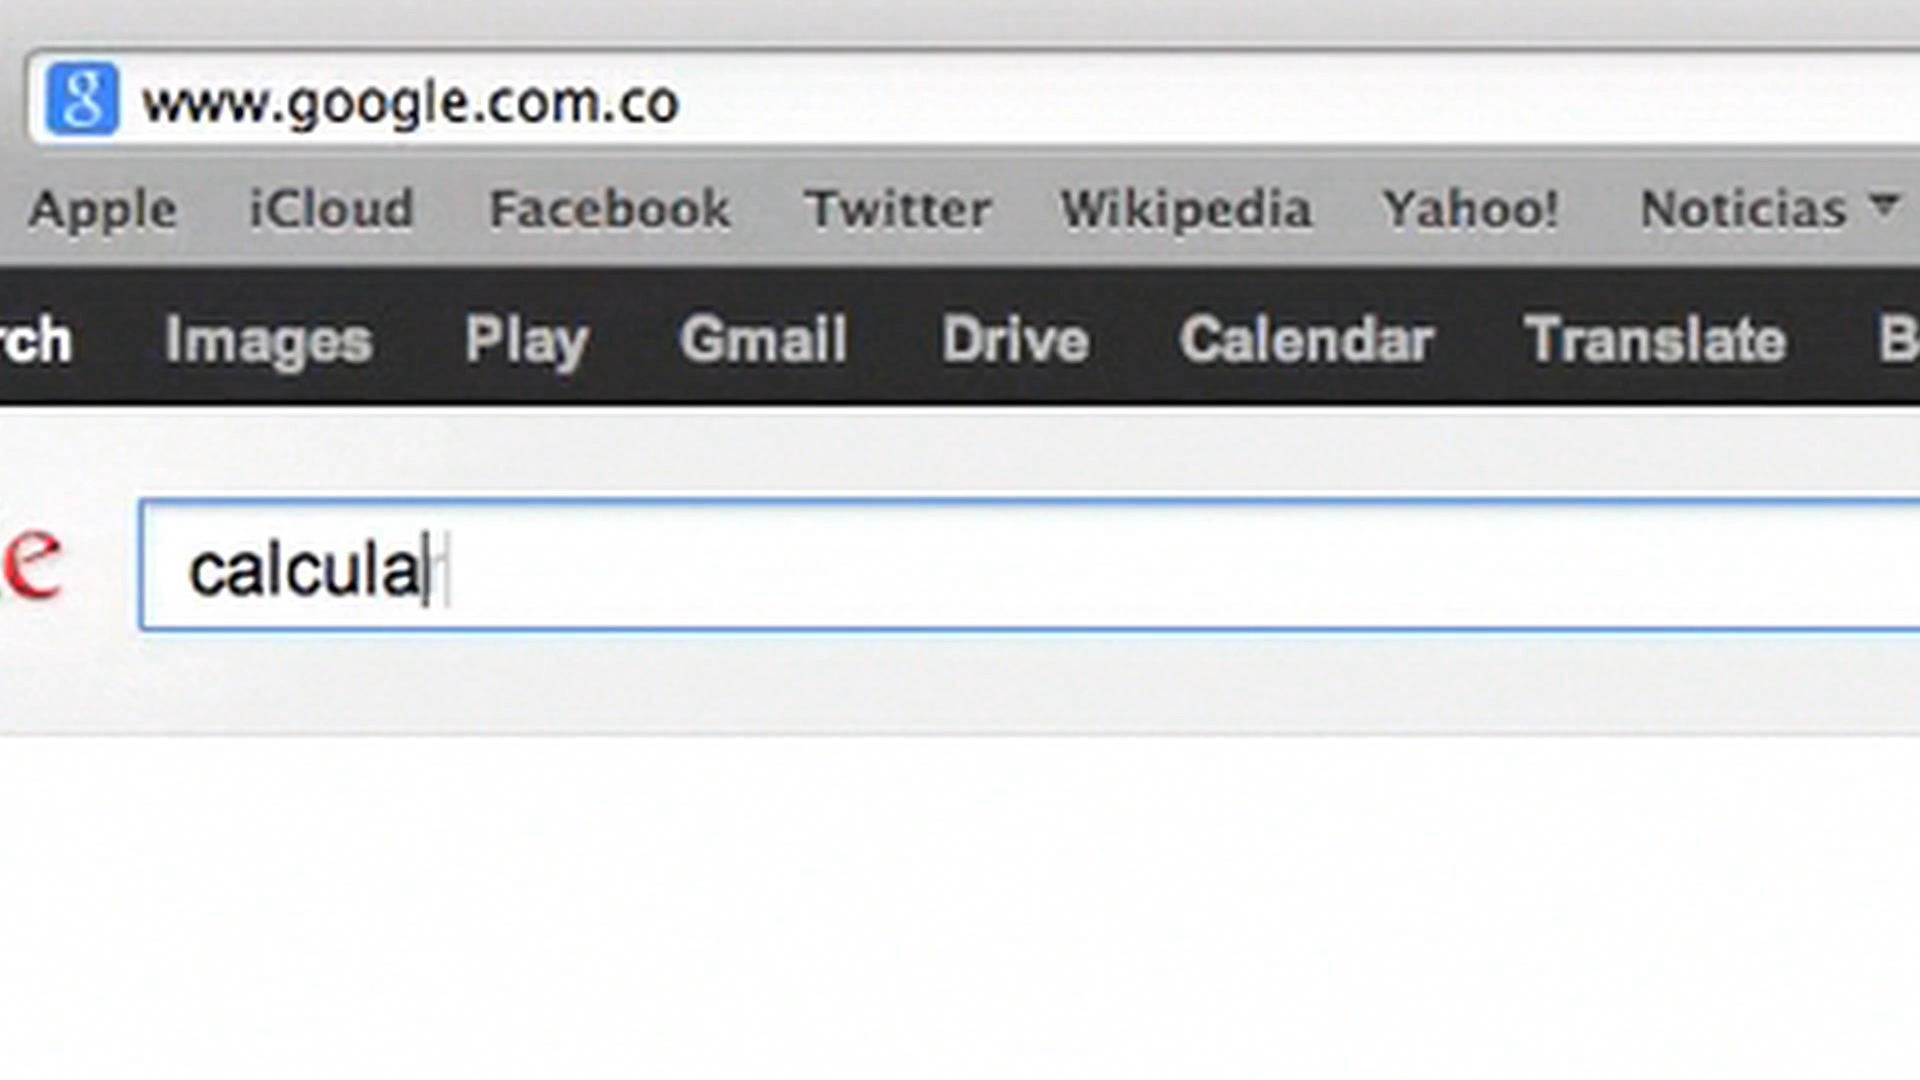 g www.google.com.co
Apple iCloud Facebook Twitter Wikipedia Yahoo! Noticias
rch Images Play Gmail Drive Calendar Translate B
e calcula